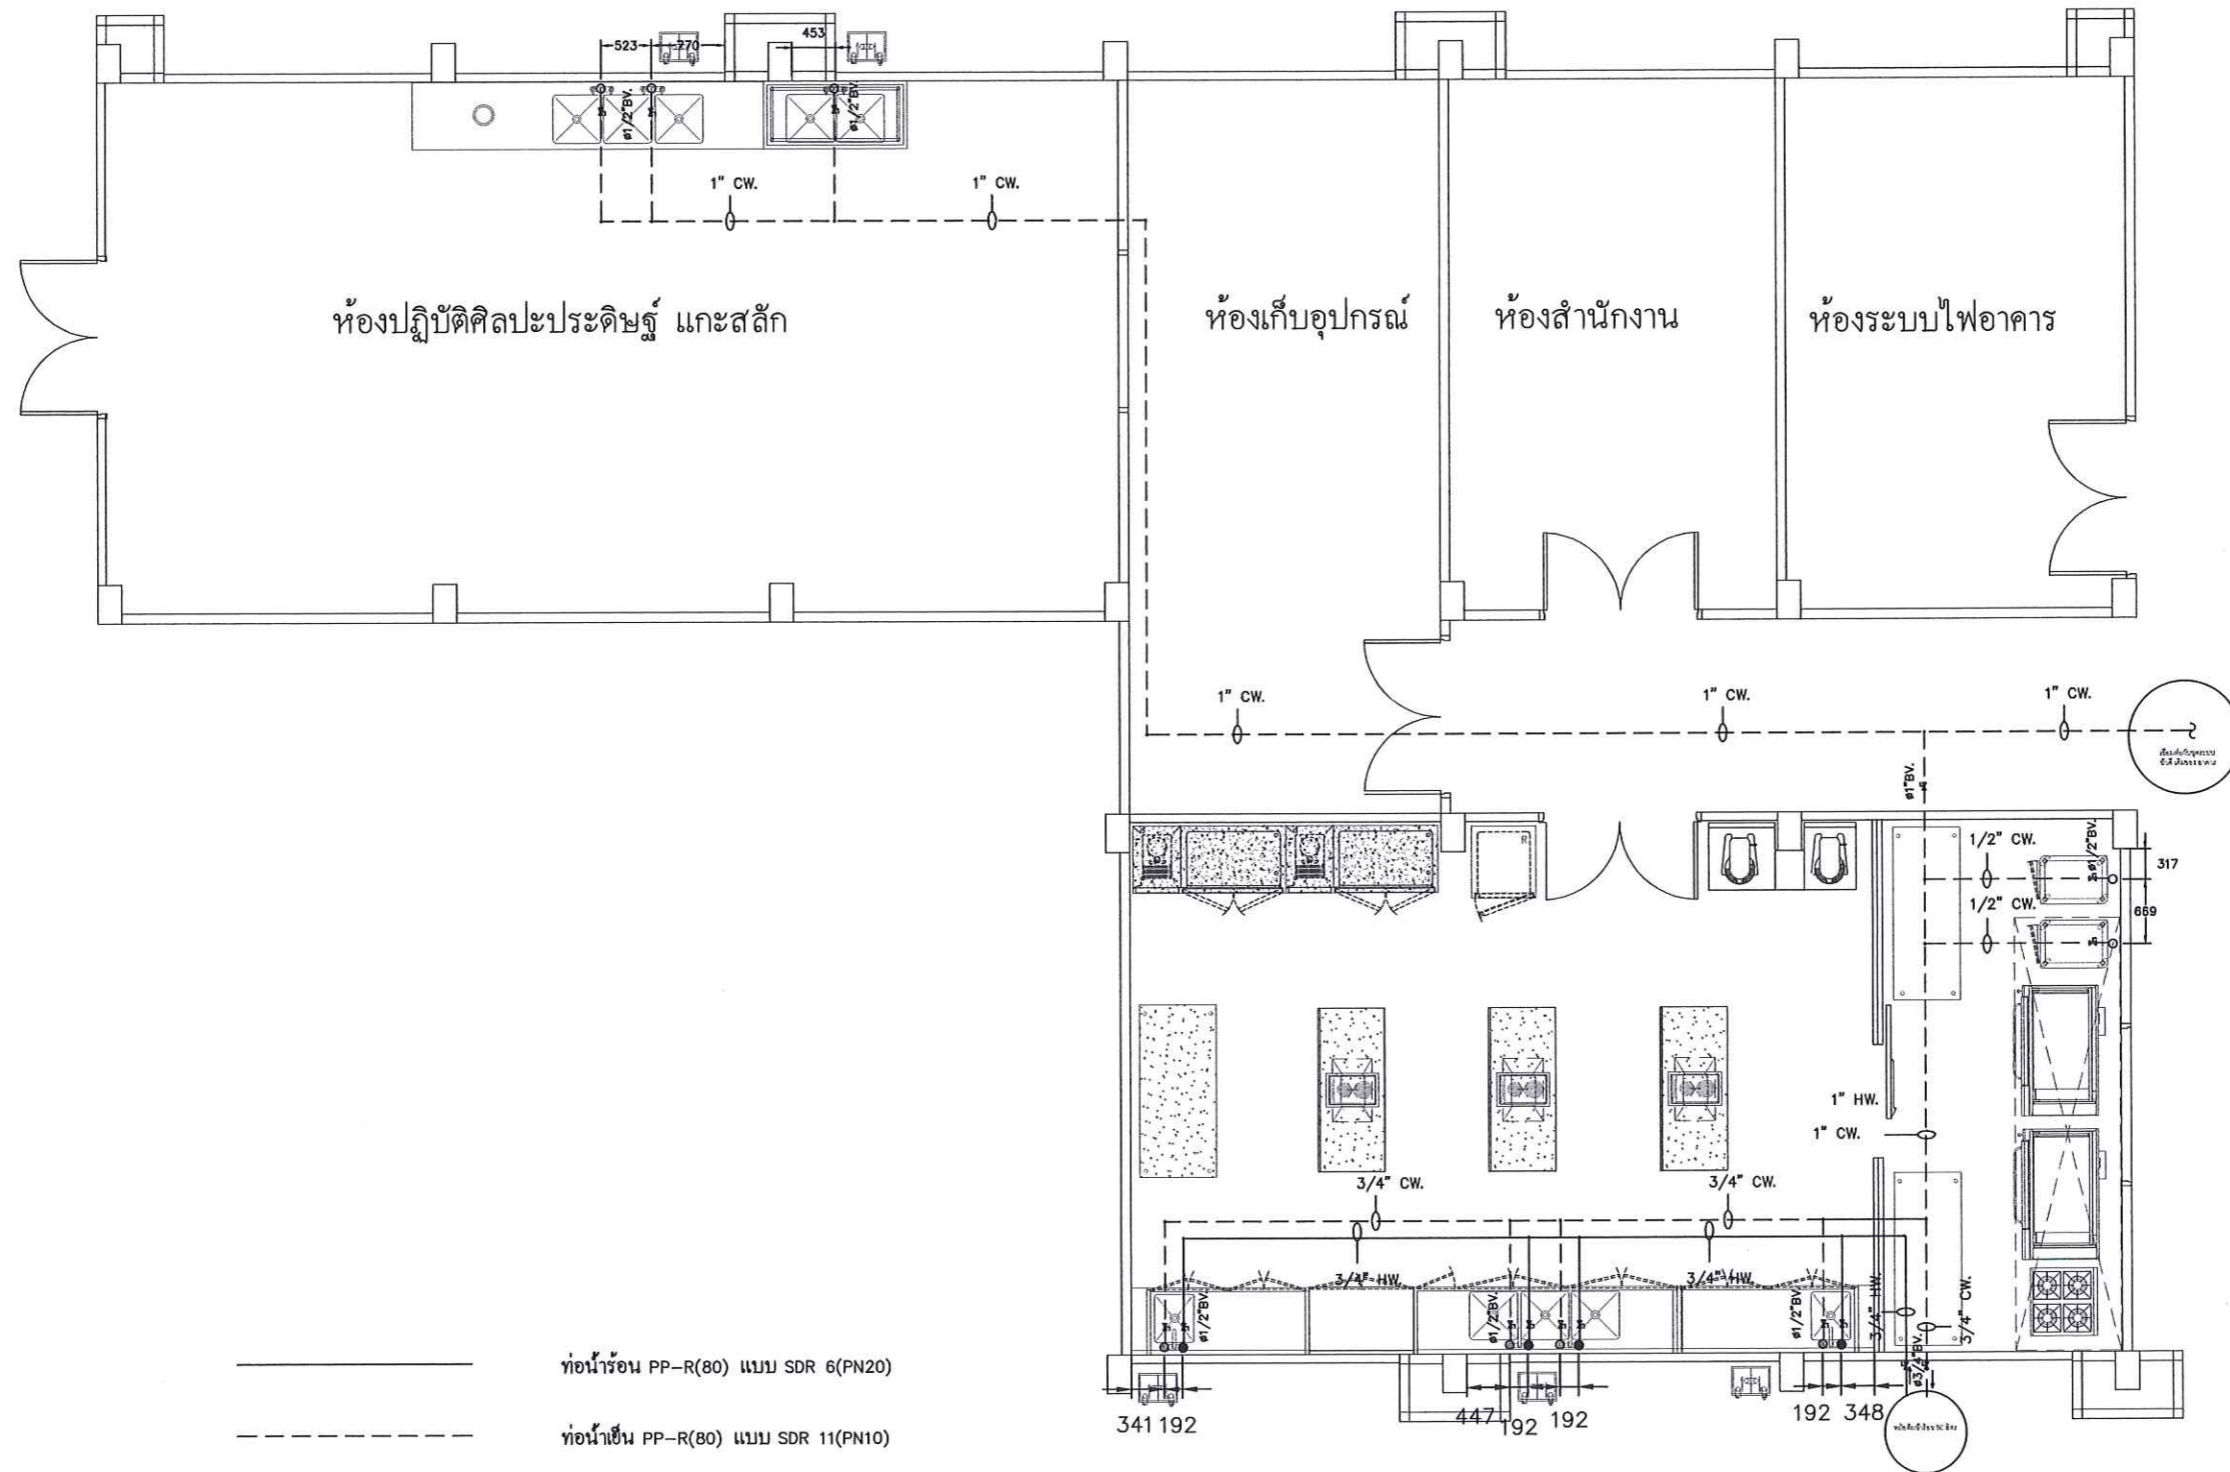 523 770 453
ø1/2"BV. ø1/2"BV.
1" CW. 1" CW.
ห้องปฏิบัติศิลปะประดิษฐ์ แกะสลัก
ห้องเก็บอุปกรณ์
ห้องสำนักงาน
ห้องระบบไฟอาคาร
1" CW. 1" CW. 1" CW.
ø1"BV.
R
1/2" CW.
ø1/2"BV.
317
1/2" CW.
669
1" HW.
1" CW.
3/4" CW. 3/4" CW.
3/4" HW. 3/4" HW.
3/4" HW.
3/4" CW.
ø1/2"BV. ø1/2"BV. ø1/2"BV.
ø3/4"BV.
341 192 447 192 192 192 348
ท่อน้ำร้อน PP-R(80) แบบ SDR 6(PN20)
ท่อน้ำเย็น PP-R(80) แบบ SDR 11(PN10)